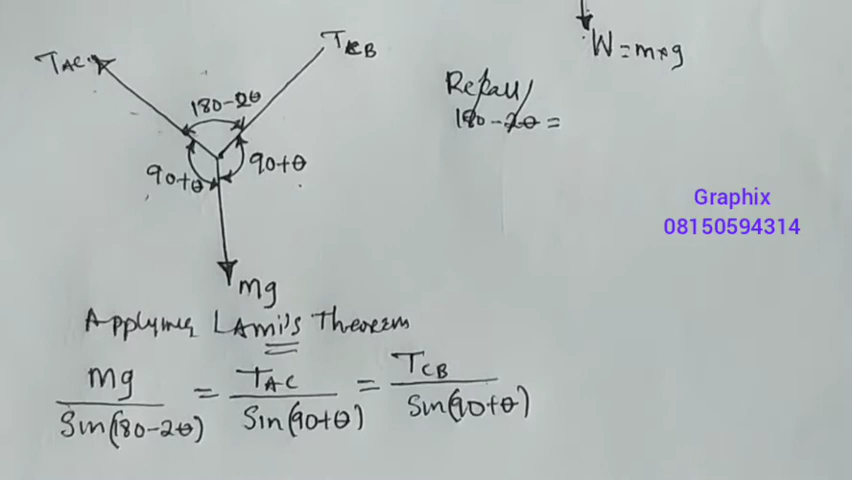 TAC
TCB
W = m×g
Recall
180-2θ =
180-2θ
90+θ
90+θ
Graphix
08150594314
mg
Applying LAmi's Theorem
mg / Sin(180-2θ) = TAC / Sin(90+θ) = TCB / Sin(90+θ)